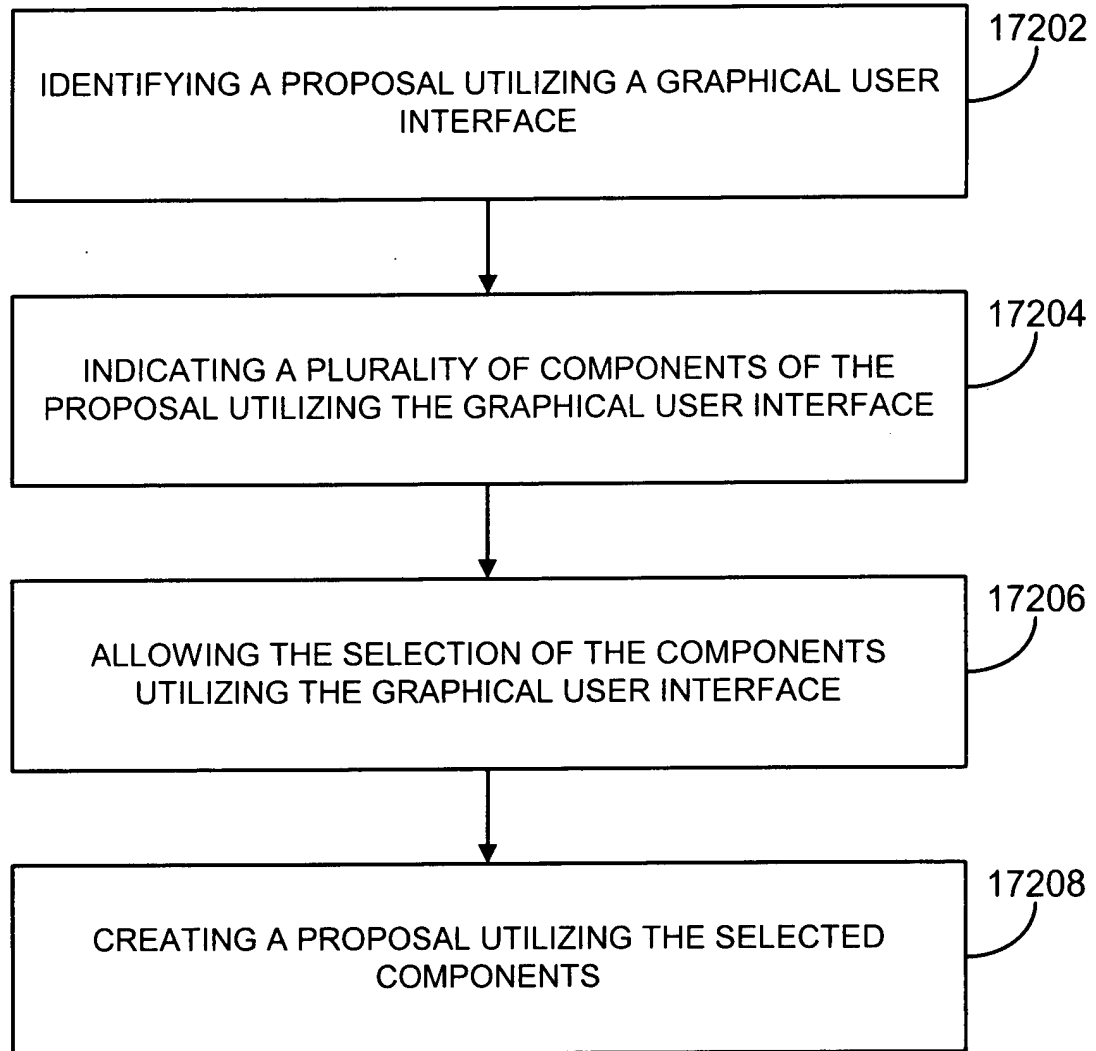 17202
IDENTIFYING A PROPOSAL UTILIZING A GRAPHICAL USER
INTERFACE
17204
INDICATING A PLURALITY OF COMPONENTS OF THE
PROPOSAL UTILIZING THE GRAPHICAL USER INTERFACE
17206
ALLOWING THE SELECTION OF THE COMPONENTS
UTILIZING THE GRAPHICAL USER INTERFACE
17208
CREATING A PROPOSAL UTILIZING THE SELECTED
COMPONENTS